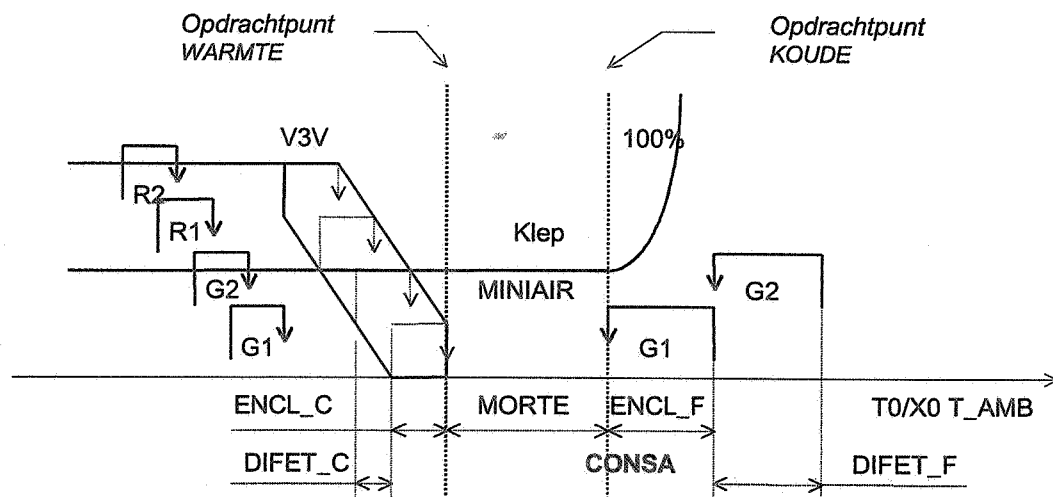 Opdrachtpunt
WARMTE
Opdrachtpunt
KOUDE
V3V
100%
R2
R1
Klep
G2
MINIAIR
G2
G1
G1
ENCL_C
MORTE
ENCL_F
T0/X0 T_AMB
DIFET_C
CONSA
DIFET_F